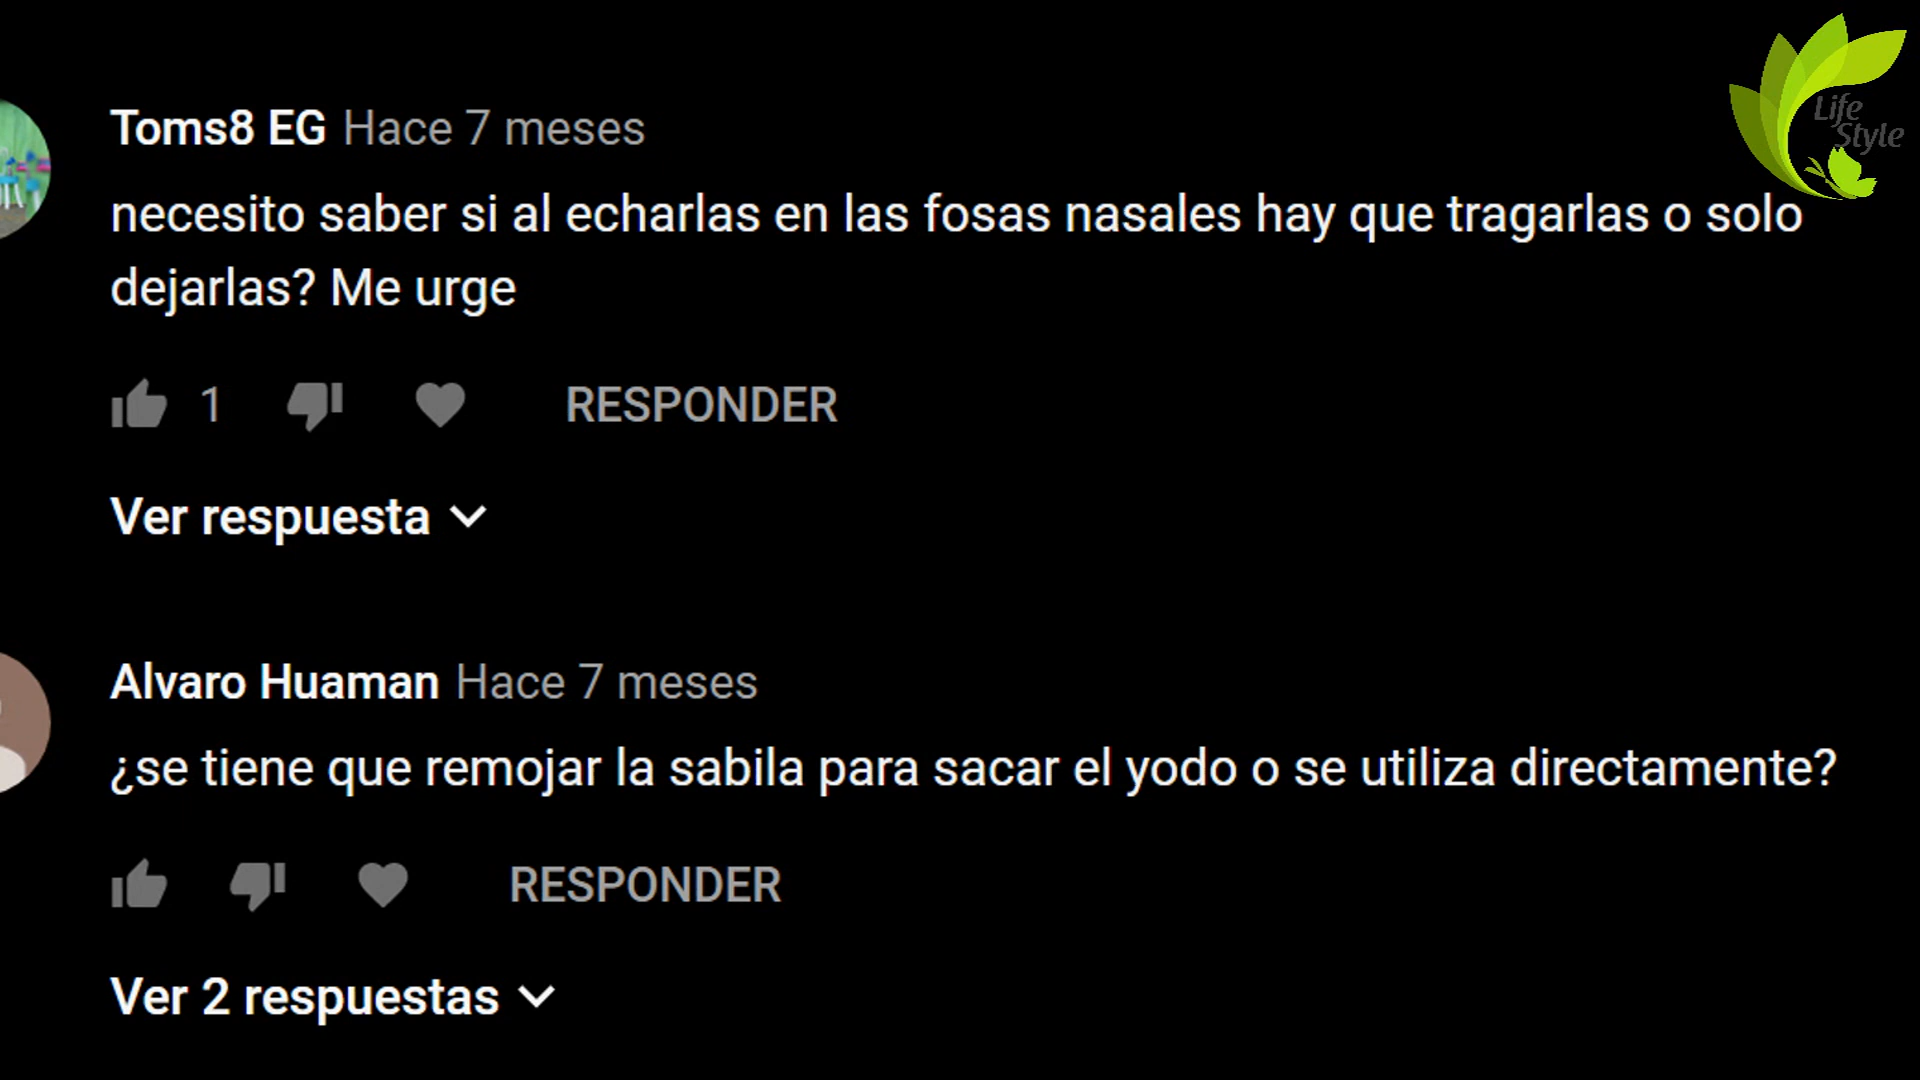 Life
Style
Toms8 EG Hace 7 meses
necesito saber si al echarlas en las fosas nasales hay que tragarlas o solo
dejarlas? Me urge
1 RESPONDER
Ver respuesta
Alvaro Huaman Hace 7 meses
¿se tiene que remojar la sabila para sacar el yodo o se utiliza directamente?
RESPONDER
Ver 2 respuestas